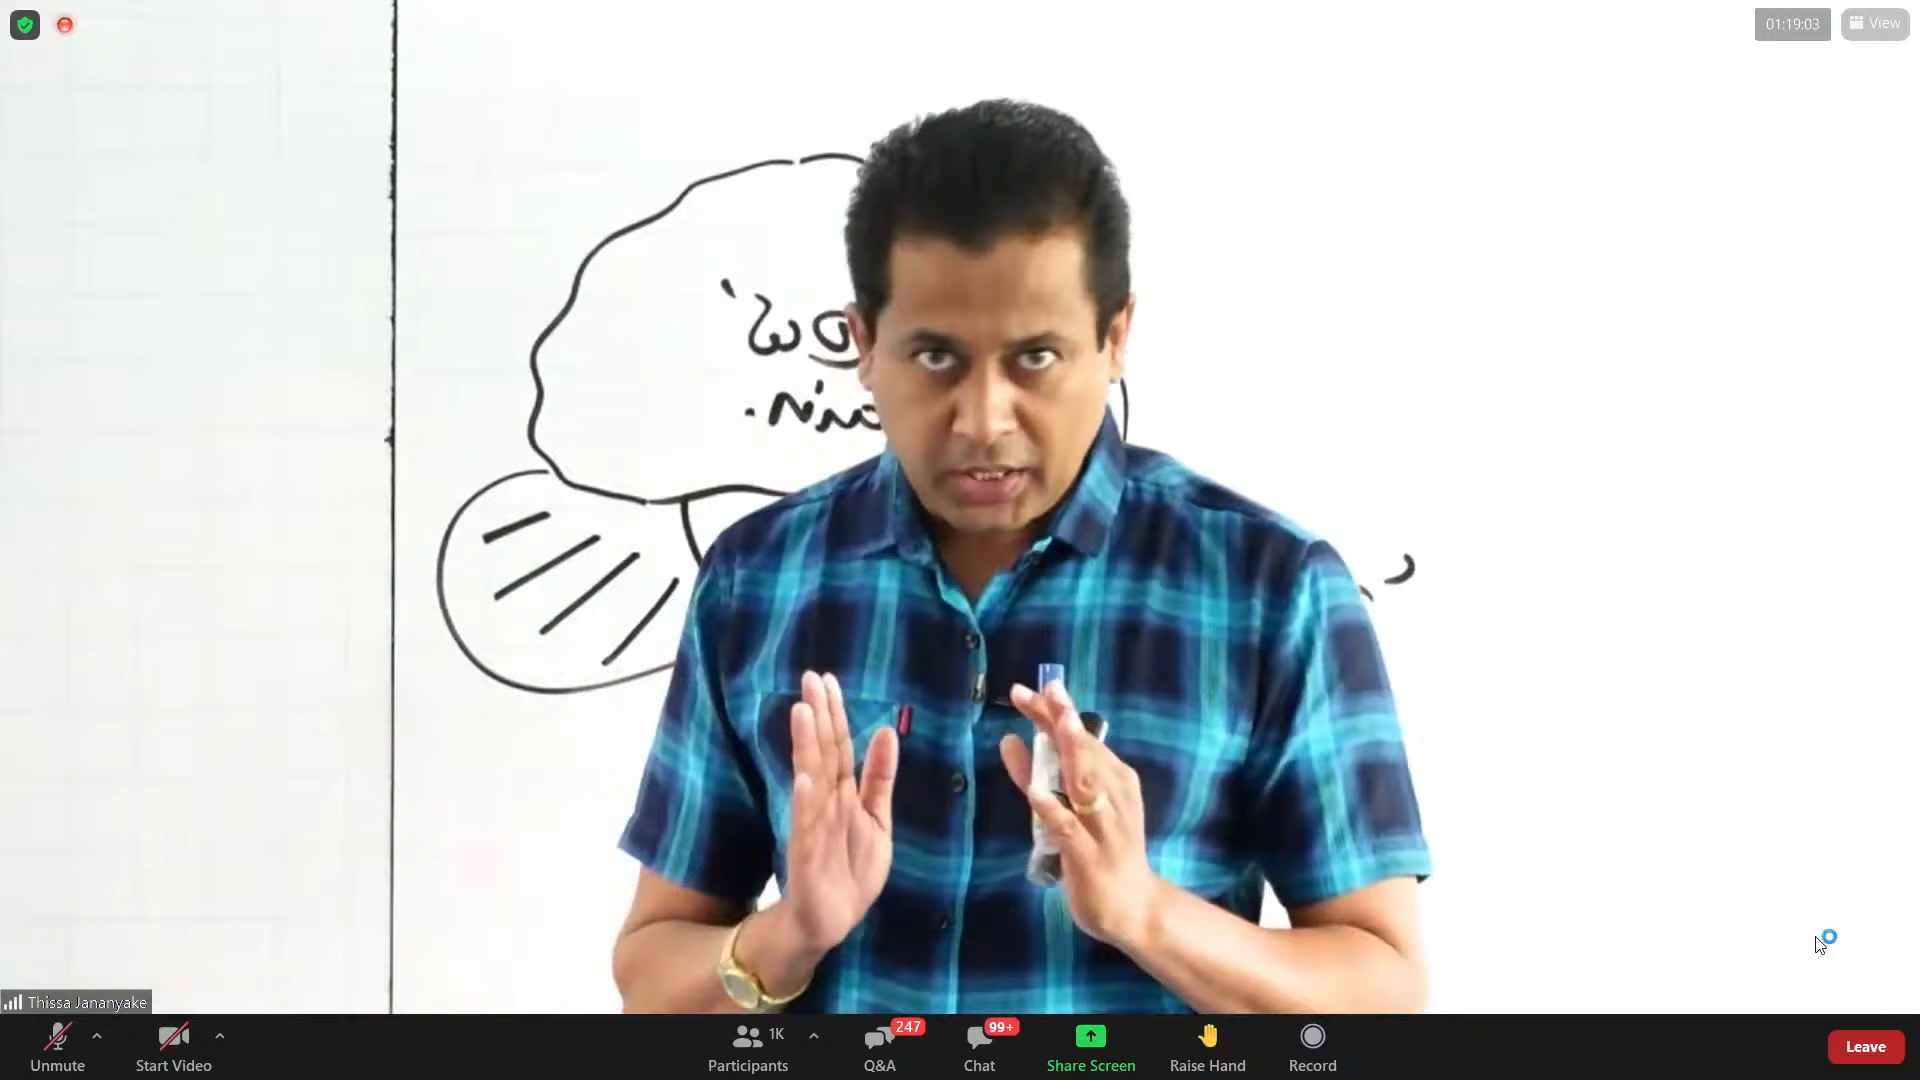 01:19:03
View
Thissa Jananyake
Unmute
Start Video
1K
Participants
247
Q&A
99+
Chat
Share Screen
Raise Hand
Record
Leave